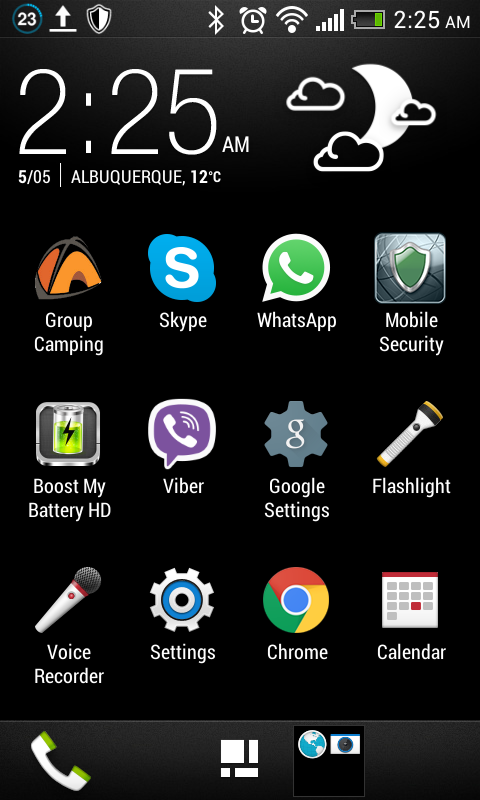 23 2:25 AM
2:25 AM
5/05 ALBUQUERQUE, 12°C
Group Camping
Skype
WhatsApp
Mobile Security
Boost My Battery HD
Viber
Google Settings
Flashlight
Voice Recorder
Settings
Chrome
Calendar